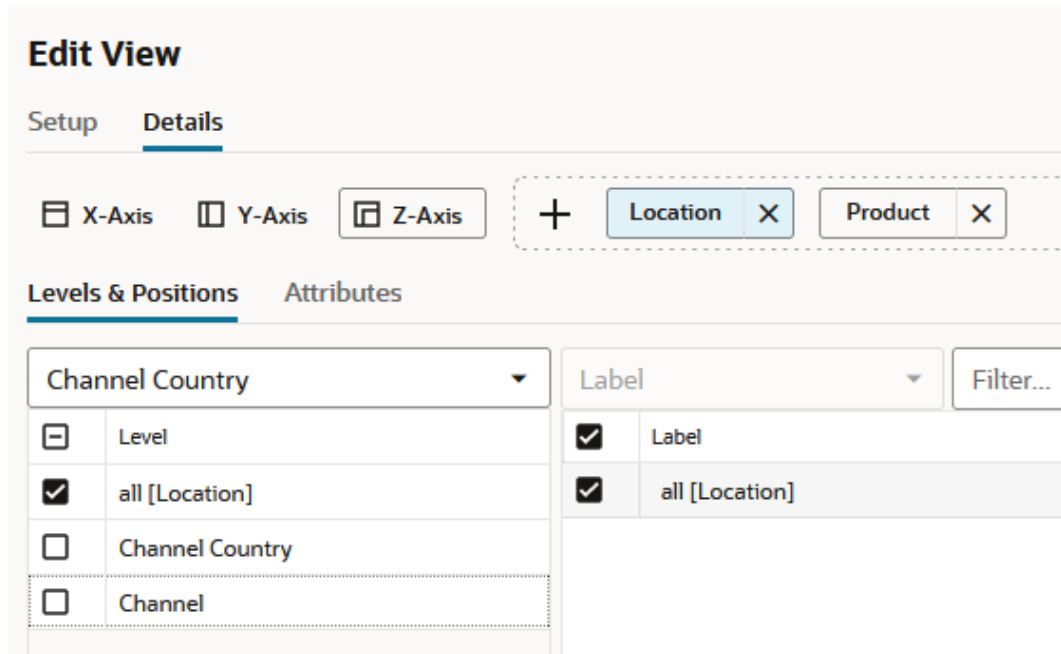 Edit View
Setup Details
X-Axis Y-Axis Z-Axis + Location X Product X
Levels & Positions Attributes
Channel Country Label Filter...
Level Label
all [Location] all [Location]
Channel Country
Channel